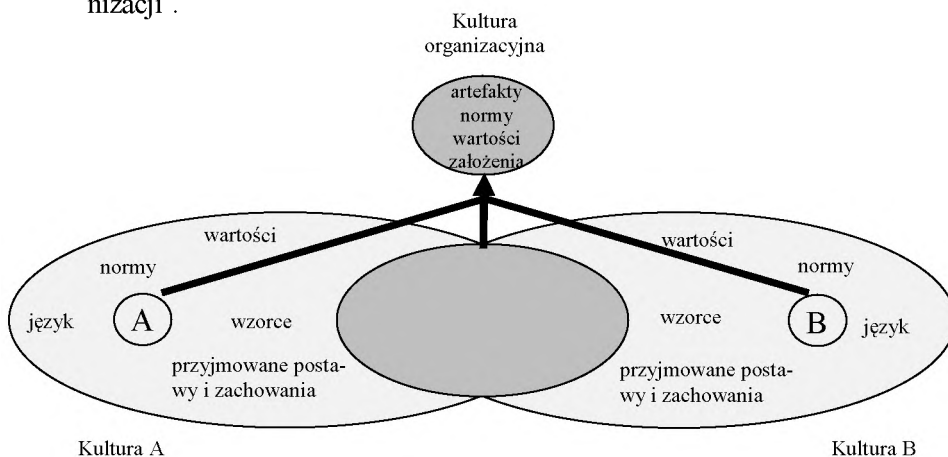 nizacji .
Kultura
organizacyjna
artefakty
normy
wartości
założenia
wartości
normy
język
A
wzorce
przyjmowane posta-
wy i zachowania
wartości
normy
wzorce
B
język
przyjmowane posta-
wy i zachowania
Kultura A
Kultura B